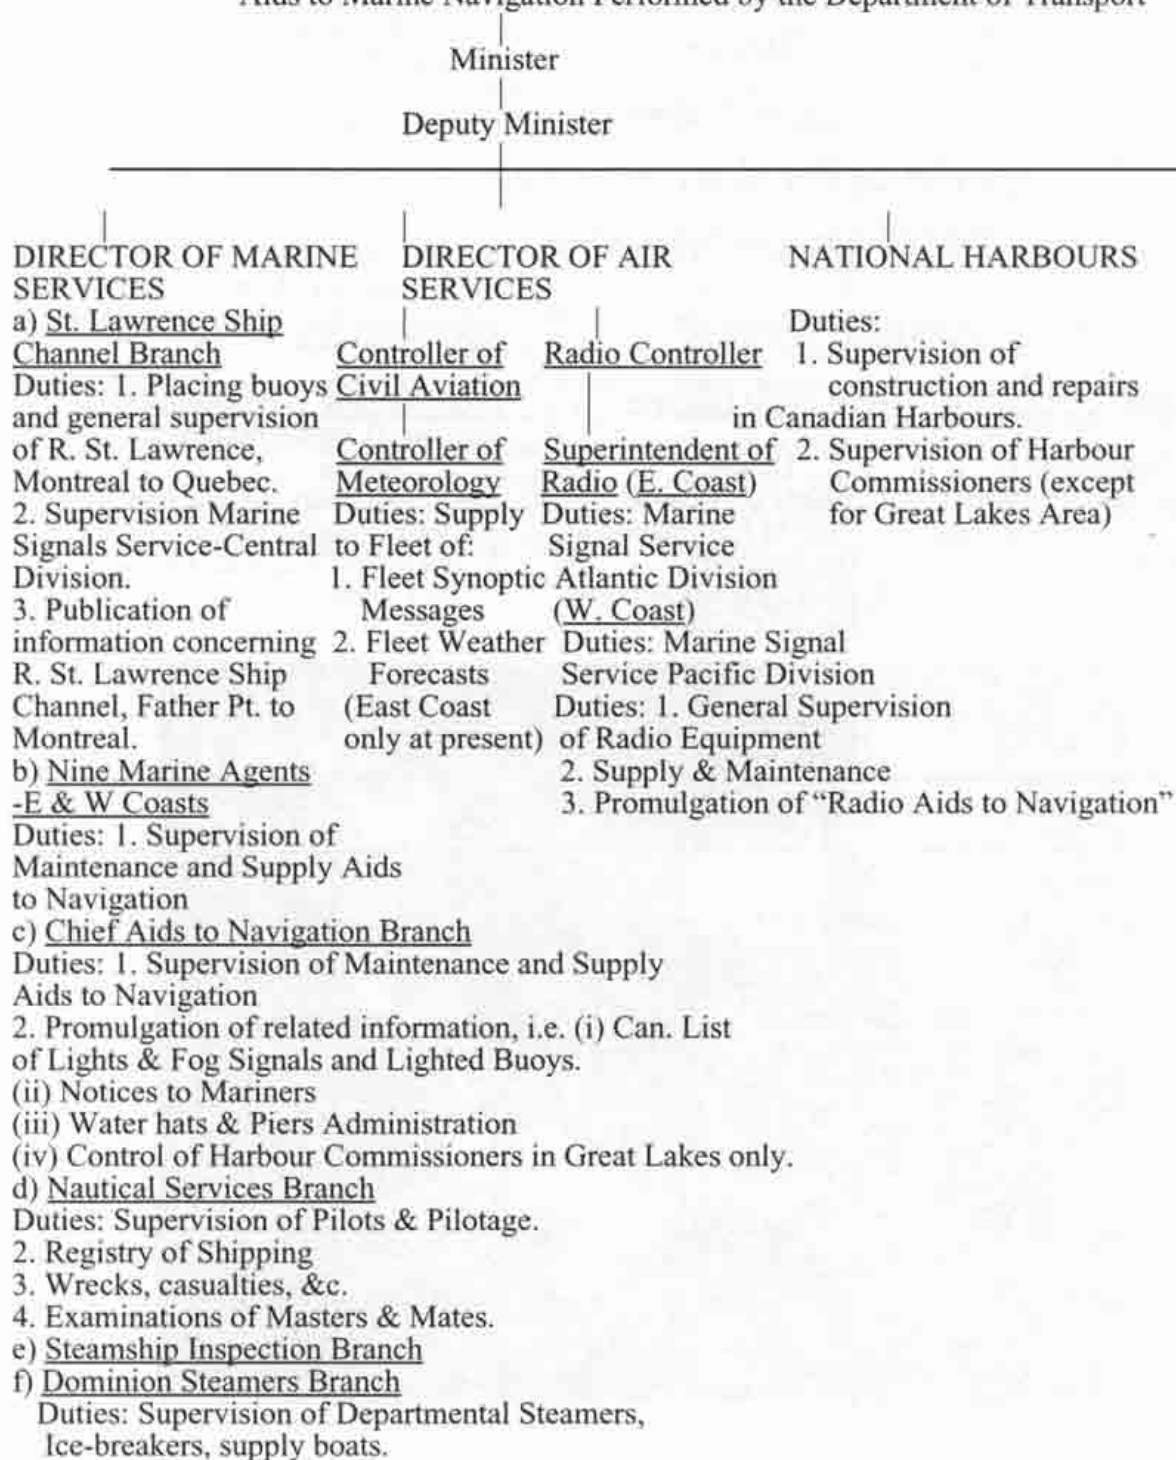 Aids to Marine Navigation Performed by the Department of Transport
Minister
Deputy Minister
DIRECTOR OF MARINE
SERVICES
a) St. Lawrence Ship
Channel Branch
Duties: 1. Placing buoys
and general supervision
of R. St. Lawrence,
Montreal to Quebec.
2. Supervision Marine
Signals Service-Central
Division.
3. Publication of
information concerning
R. St. Lawrence Ship
Channel, Father Pt. to
Montreal.
b) Nine Marine Agents
-E & W Coasts
Duties: 1. Supervision of
Maintenance and Supply Aids
to Navigation
c) Chief Aids to Navigation Branch
Duties: 1. Supervision of Maintenance and Supply
Aids to Navigation
2. Promulgation of related information, i.e. (i) Can. List
of Lights & Fog Signals and Lighted Buoys.
(ii) Notices to Mariners
(iii) Water hats & Piers Administration
(iv) Control of Harbour Commissioners in Great Lakes only.
d) Nautical Services Branch
Duties: Supervision of Pilots & Pilotage.
2. Registry of Shipping
3. Wrecks, casualties, &c.
4. Examinations of Masters & Mates.
e) Steamship Inspection Branch
f) Dominion Steamers Branch
Duties: Supervision of Departmental Steamers,
Ice-breakers, supply boats.
DIRECTOR OF AIR
SERVICES
Controller of
Civil Aviation
Controller of
Meteorology
Duties: Supply
to Fleet of:
1. Fleet Synoptic
Messages
2. Fleet Weather
Forecasts
(East Coast
only at present)
Radio Controller
Superintendent of
Radio (E. Coast)
Duties: Marine
Signal Service
Atlantic Division
(W. Coast)
Duties: Marine Signal
Service Pacific Division
Duties: 1. General Supervision
of Radio Equipment
2. Supply & Maintenance
3. Promulgation of “Radio Aids to Navigation”
NATIONAL HARBOURS
Duties:
1. Supervision of
construction and repairs
in Canadian Harbours.
2. Supervision of Harbour
Commissioners (except
for Great Lakes Area)